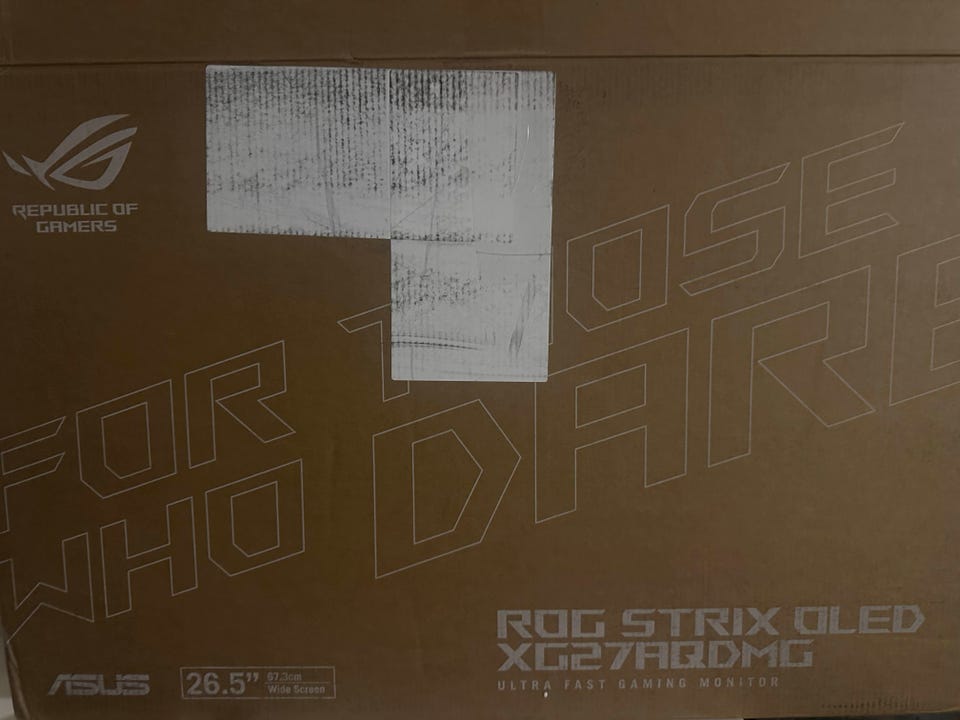 REPUBLIC OF
GAMERS
FOR THOSE
WHO DARE
ROG STRIX OLED
XG27AQDMG
ULTRA FAST GAMING MONITOR
ASUS
26.5”
67.3cm
Wide Screen